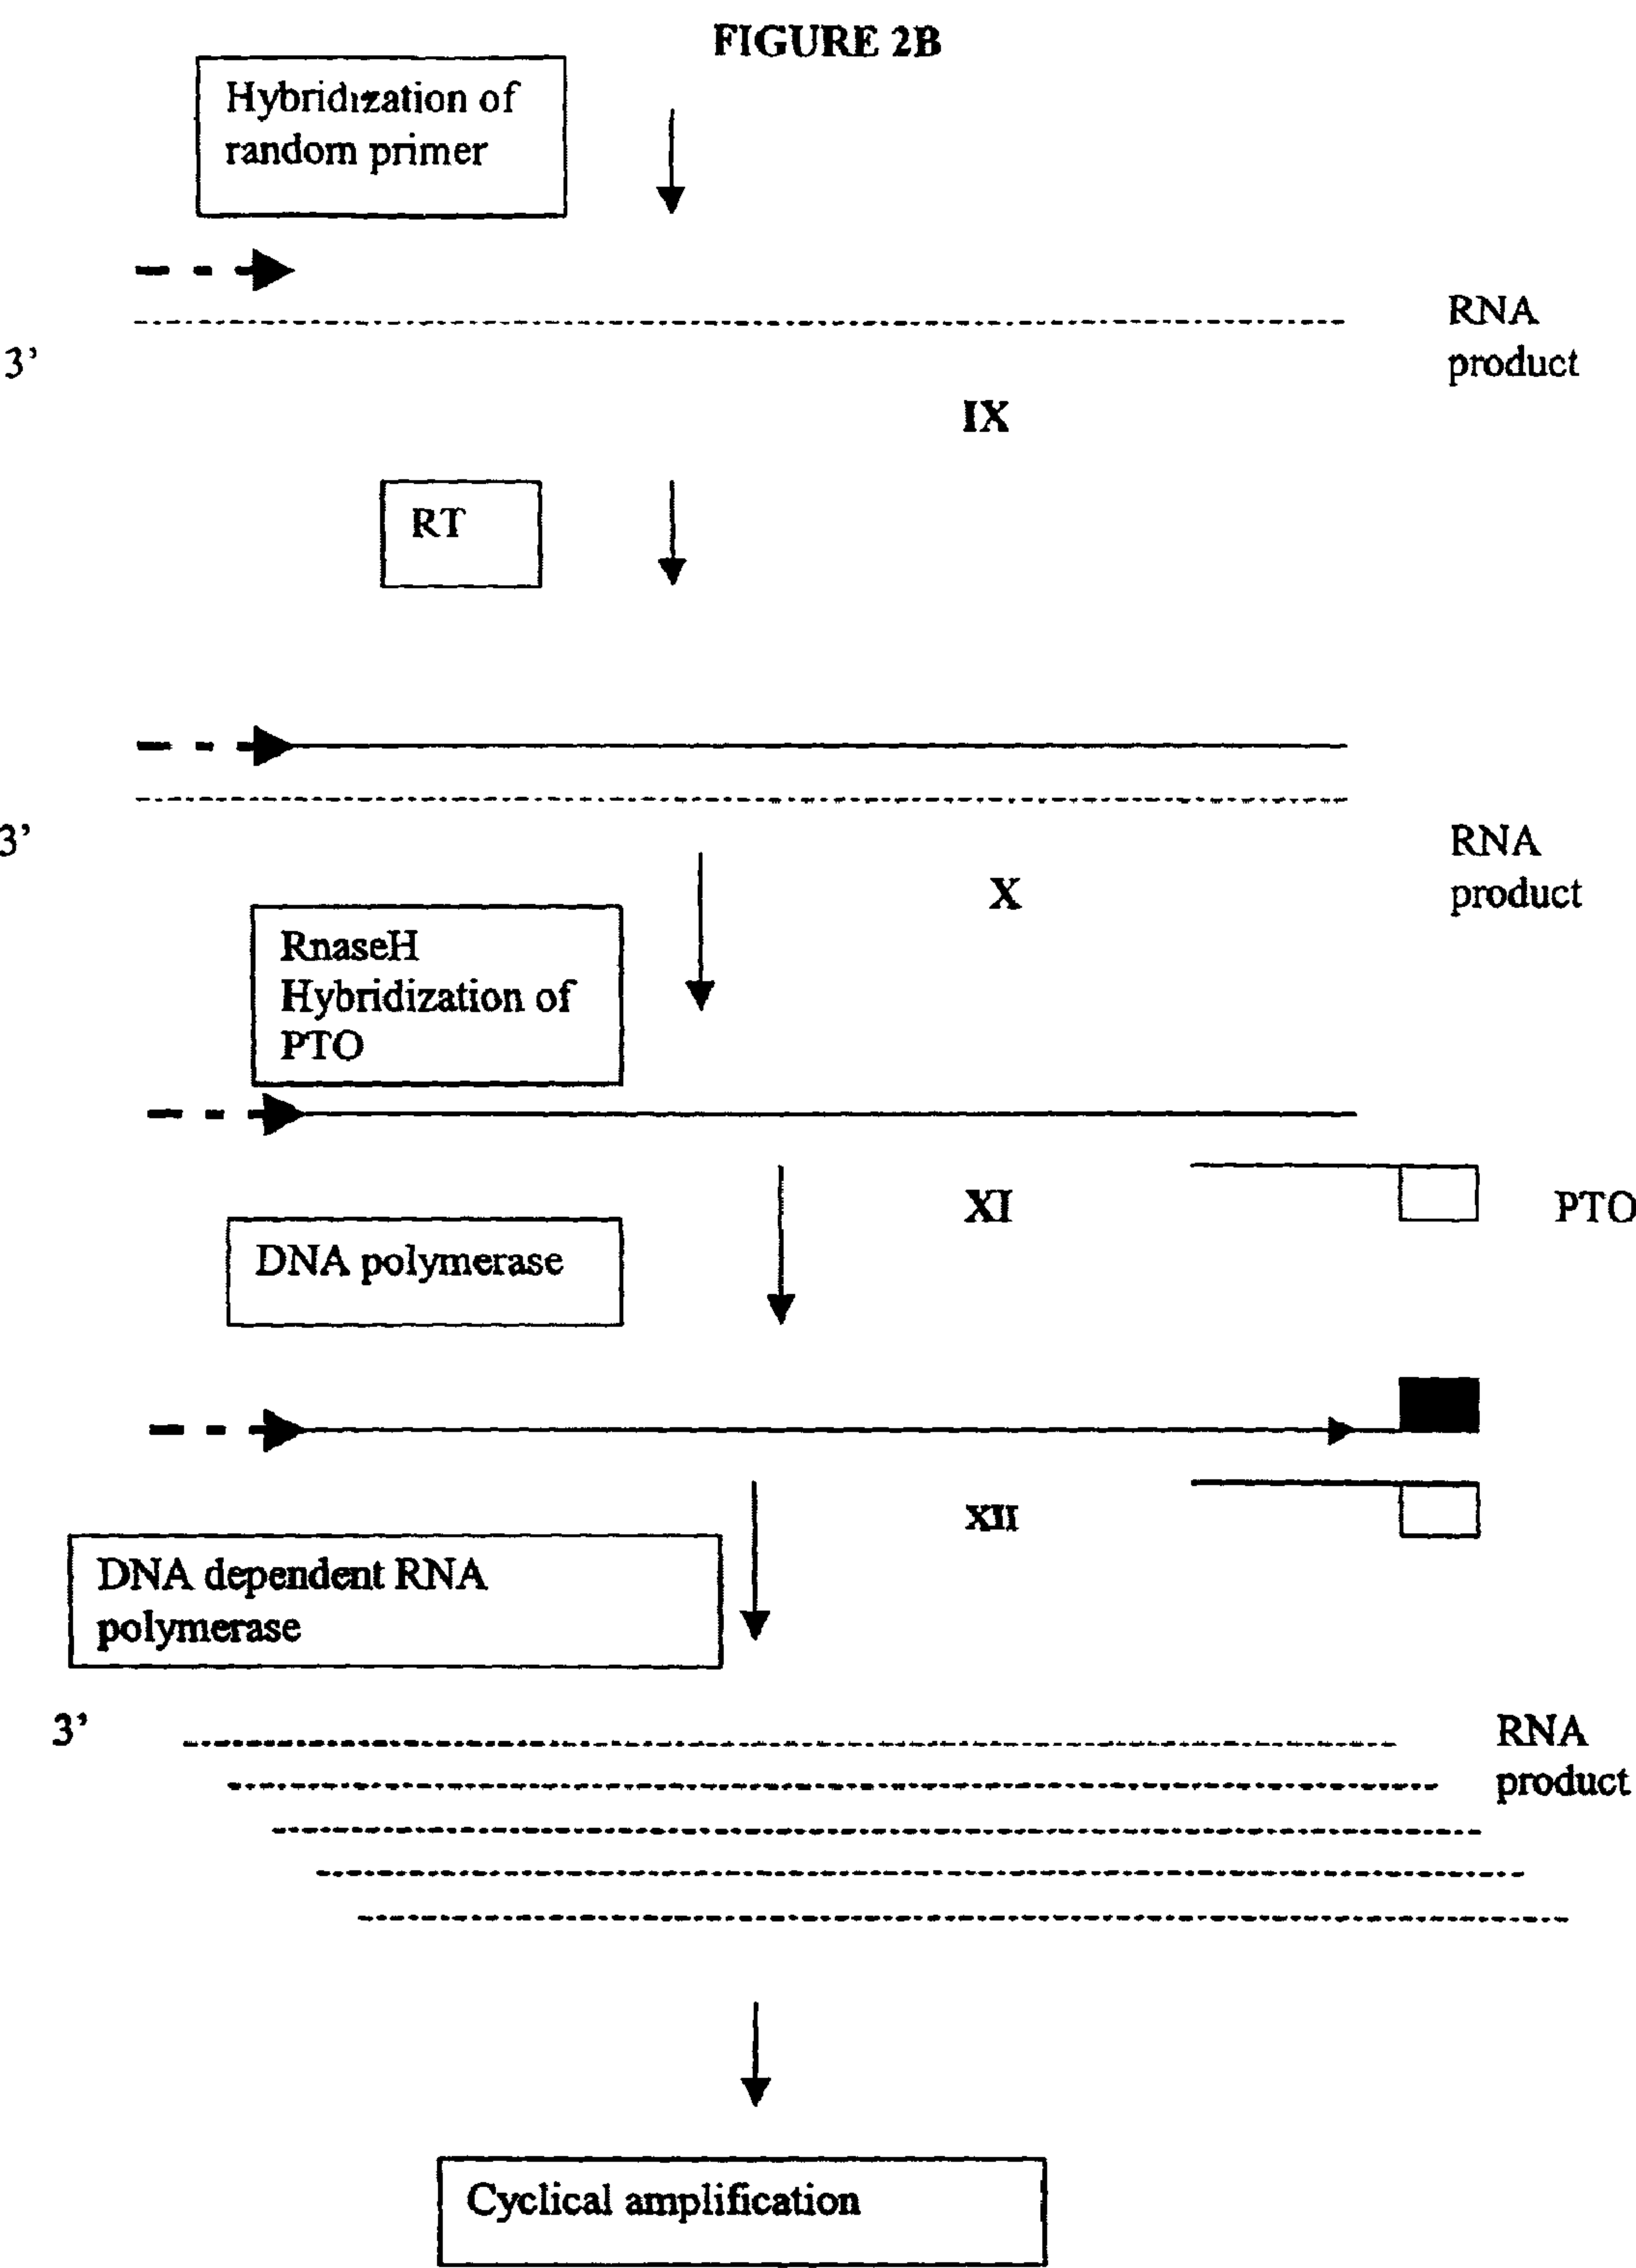 FIGURE 2B
Hybridization of
random primer
RNA
product
3’
IX
RT
RNA
product
3’
X
RnaseH
Hybridization of
PTO
XI
PTO
DNA polymerase
XII
DNA dependent RNA
polymerase
3’
RNA
product
Cyclical amplification